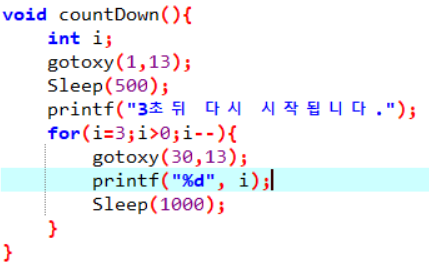 void countDown(){
    int i;
    gotoxy(1,13);
    Sleep(500);
    printf("3초 뒤 다시 시작됩니다.");
    for(i=3;i>0;i--){
        gotoxy(30,13);
        printf("%d", i);
        Sleep(1000);
    }
}